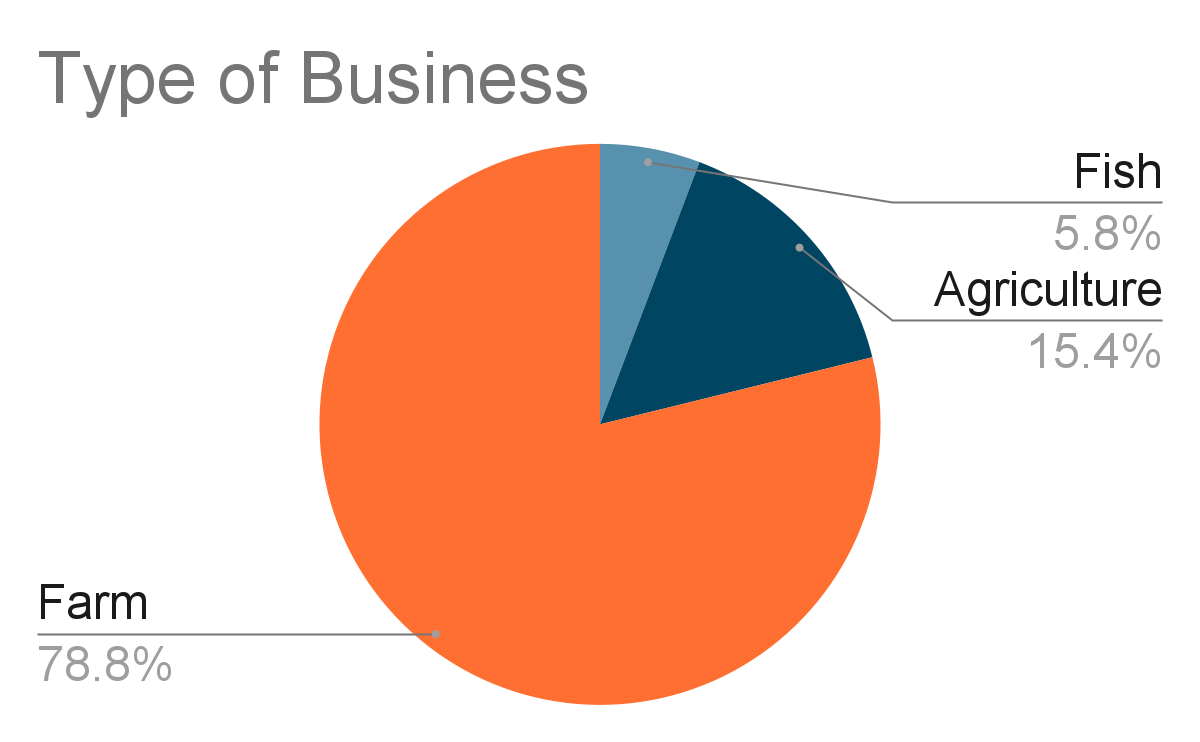 Type of Business
Fish
5.8%
Agriculture
15.4%
Farm
78.8%